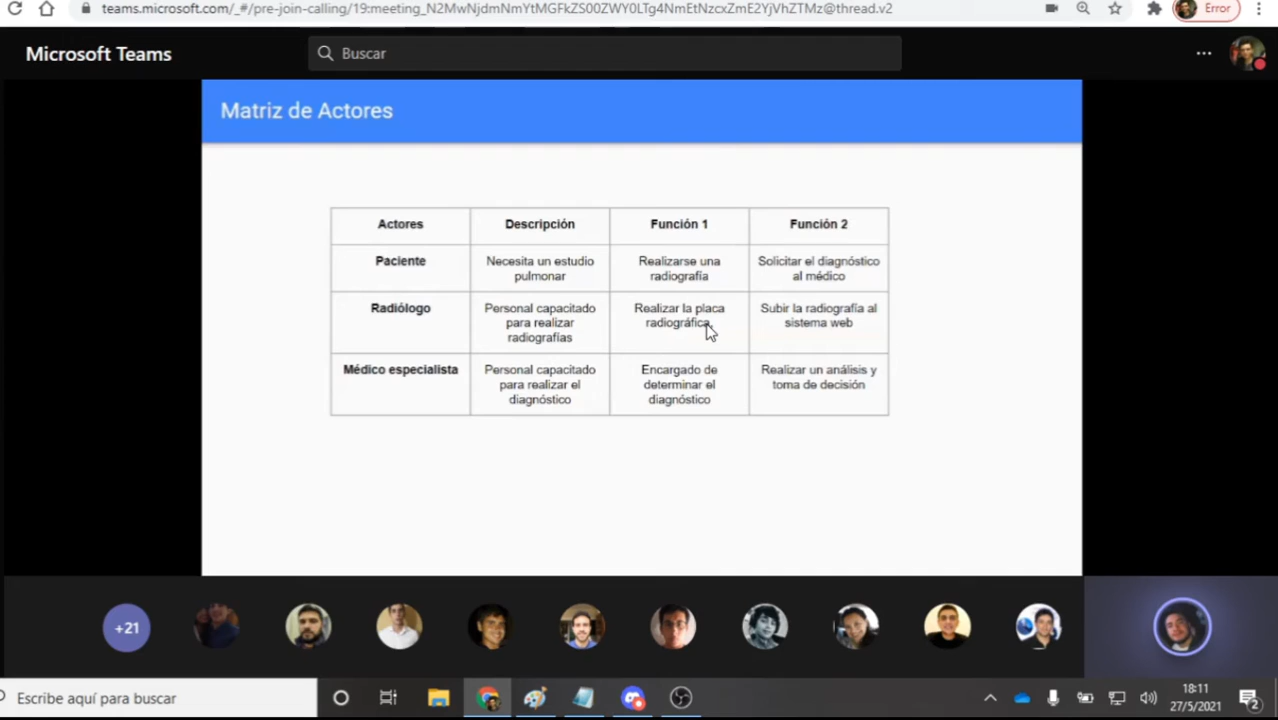 teams.microsoft.com/_#/pre-join-calling/19:meeting_N2MwNjdmNmYtMGFkZS00ZWY0LTg4NmEtNzcxZmE2YjVhZTMz@thread.v2
Error
Microsoft Teams
Buscar
Matriz de Actores
Actores Descripción Función 1 Función 2
Paciente
Necesita un estudio
pulmonar
Realizarse una
radiografía
Solicitar el diagnóstico
al médico
Radiólogo
Personal capacitado
para realizar
radiografías
Realizar la placa
radiográfica.
Subir la radiografía al
sistema web
Médico especialista
Personal capacitado
para realizar el
diagnóstico
Encargado de
determinar el
diagnóstico
Realizar un análisis y
toma de decisión
+21
Escribe aquí para buscar
18:11
27/5/2021
2